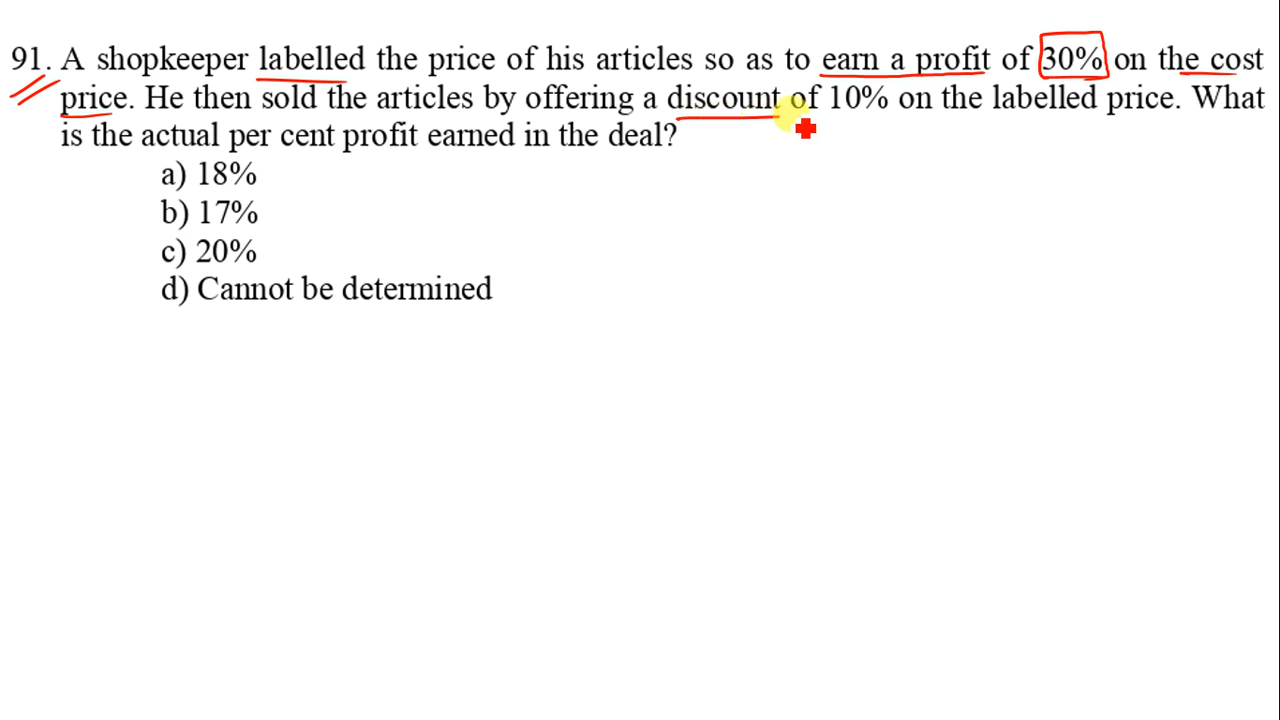 91. A shopkeeper labelled the price of his articles so as to earn a profit of 30% on the cost
price. He then sold the articles by offering a discount of 10% on the labelled price. What
is the actual per cent profit earned in the deal?
a) 18%
b) 17%
c) 20%
d) Cannot be determined